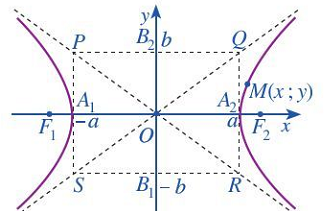 y
P B₂ b Q
M(x ; y)
A₁ A₂
F₁ −a O a F₂ x
S B₁ −b R